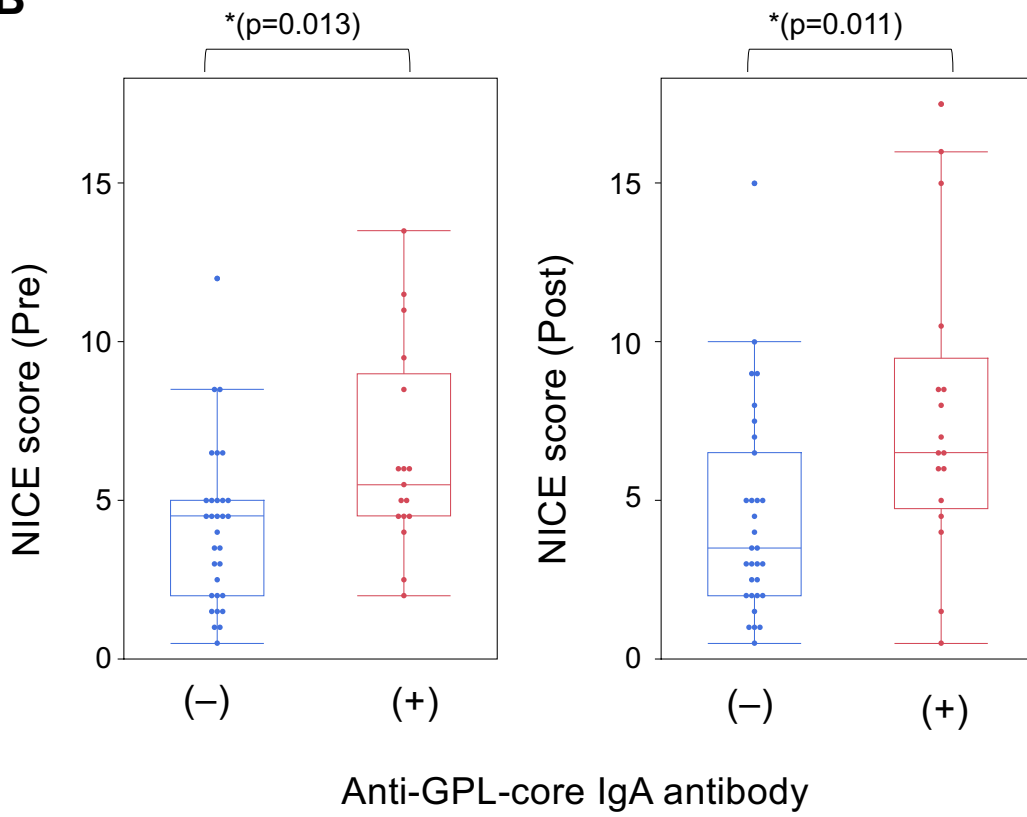 B
*(p=0.013)
*(p=0.011)
NICE score (Pre)
15
10
5
0
(–)
(+)
NICE score (Post)
15
10
5
0
(–)
(+)
Anti-GPL-core IgA antibody